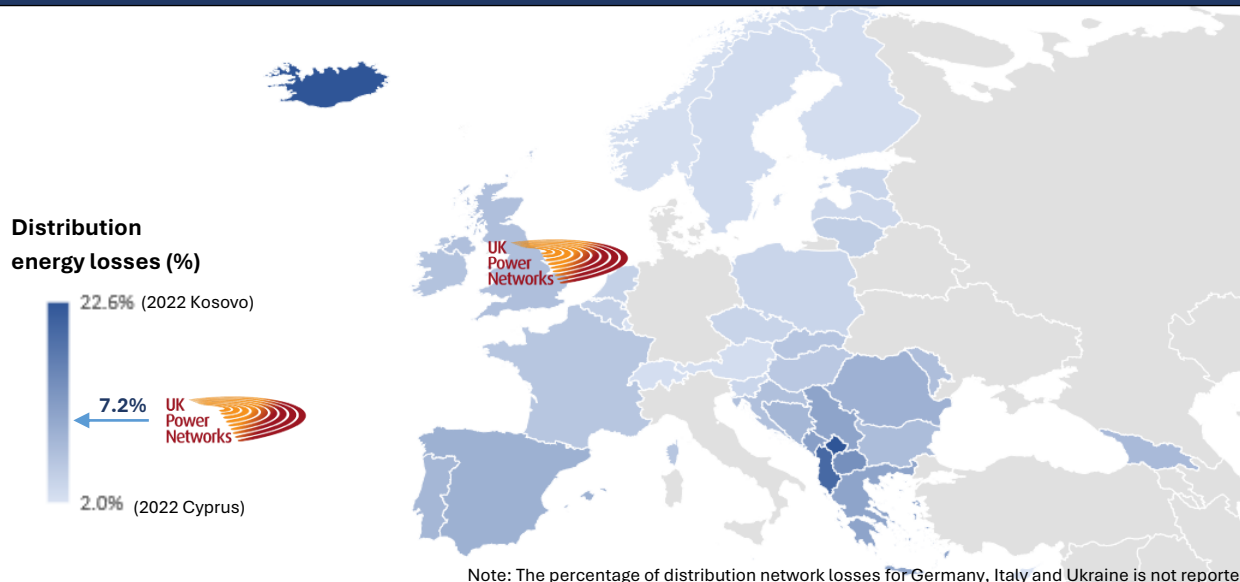 Distribution
energy losses (%)
22.6% (2022 Kosovo)
7.2%
UK
Power
Networks
2.0% (2022 Cyprus)
UK
Power
Networks
Note: The percentage of distribution network losses for Germany, Italy and Ukraine is not reporte